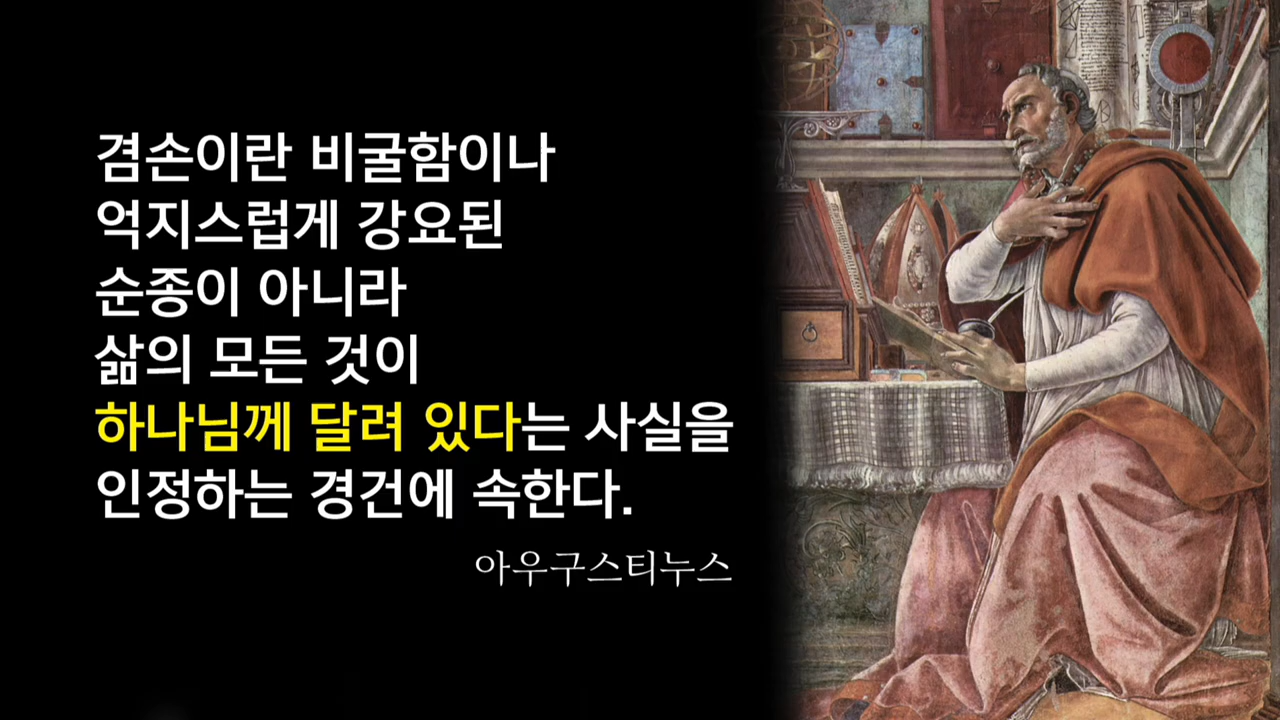 겸손이란 비굴함이나
억지스럽게 강요된
순종이 아니라
삶의 모든 것이
하나님께 달려 있다는 사실을
인정하는 경건에 속한다.
아우구스티누스